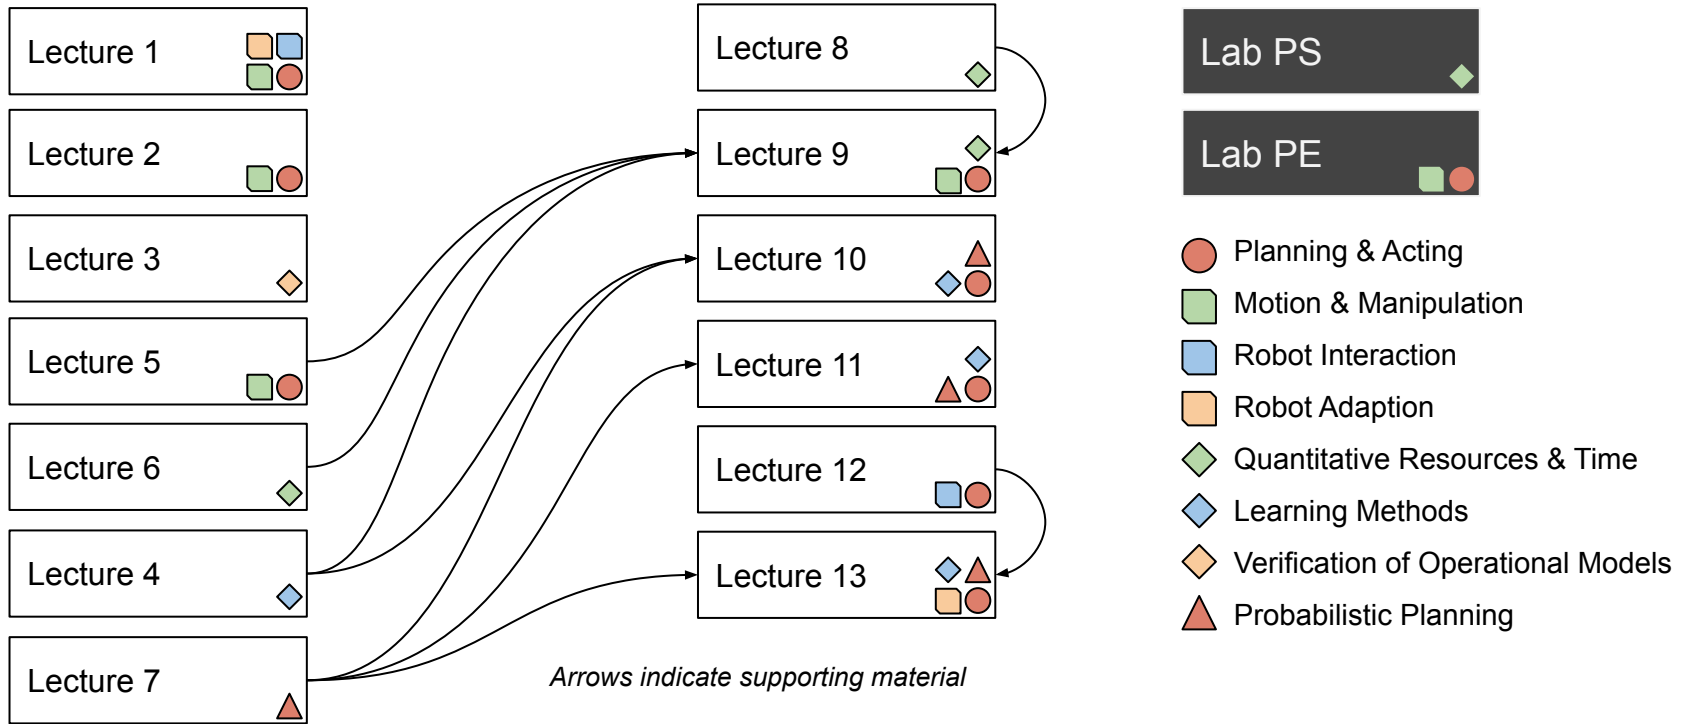 Lecture 1
Lecture 2
Lecture 3
Lecture 5
Lecture 6
Lecture 4
Lecture 7
Lecture 8
Lecture 9
Lecture 10
Lecture 11
Lecture 12
Lecture 13
Arrows indicate supporting material
Lab PS
Lab PE
Planning & Acting
Motion & Manipulation
Robot Interaction
Robot Adaption
Quantitative Resources & Time
Learning Methods
Verification of Operational Models
Probabilistic Planning